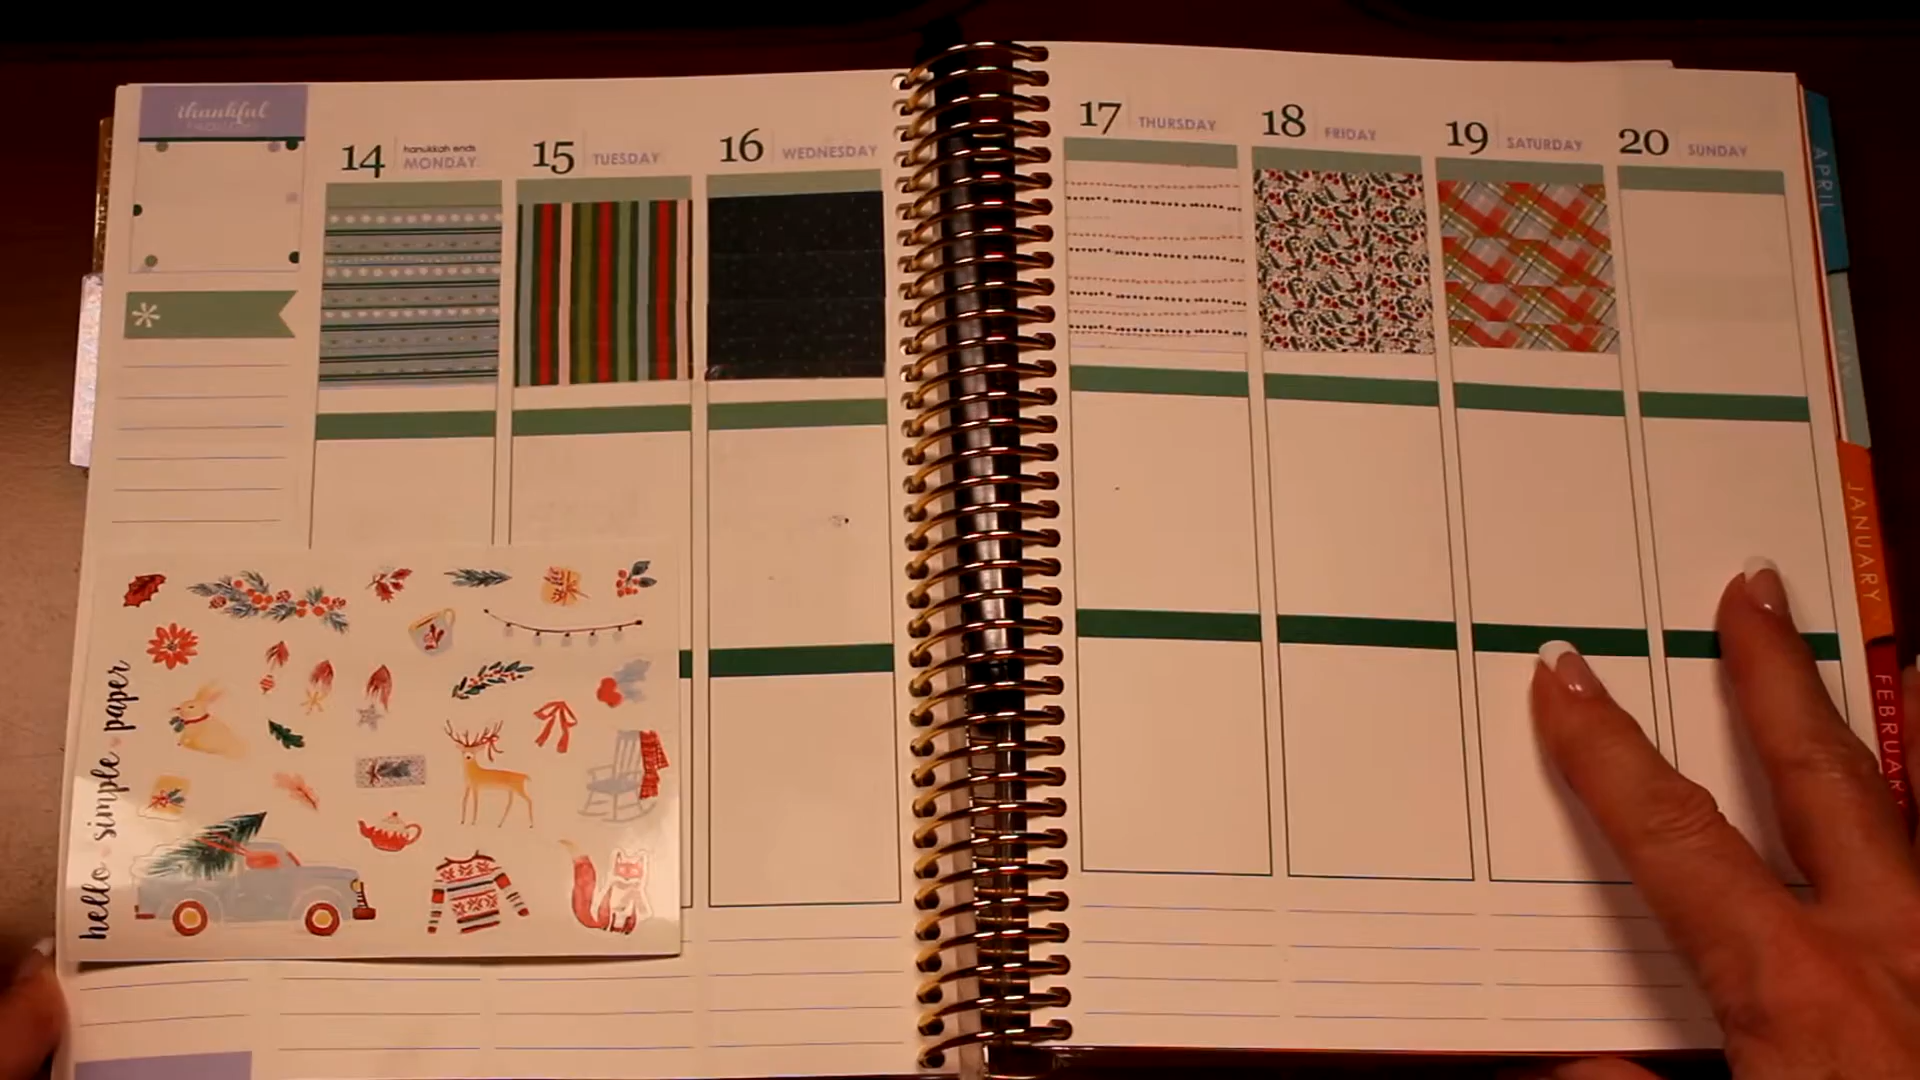 thankful
14 hanukkah ends
MONDAY
15 TUESDAY
16 WEDNESDAY
17 THURSDAY
18 FRIDAY
19 SATURDAY
20 SUNDAY
APRIL
JANUARY
FEBRUARY
hello simple paper